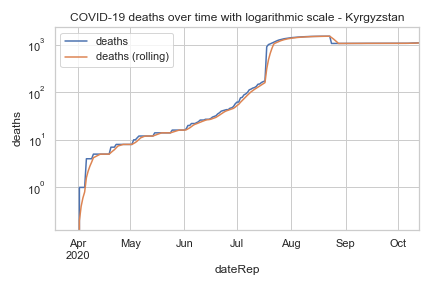 COVID-19 deaths over time with logarithmic scale - Kyrgyzstan
deaths
deaths (rolling)
10³
10²
10¹
10⁰
deaths
Apr May Jun Jul Aug Sep Oct
2020
dateRep